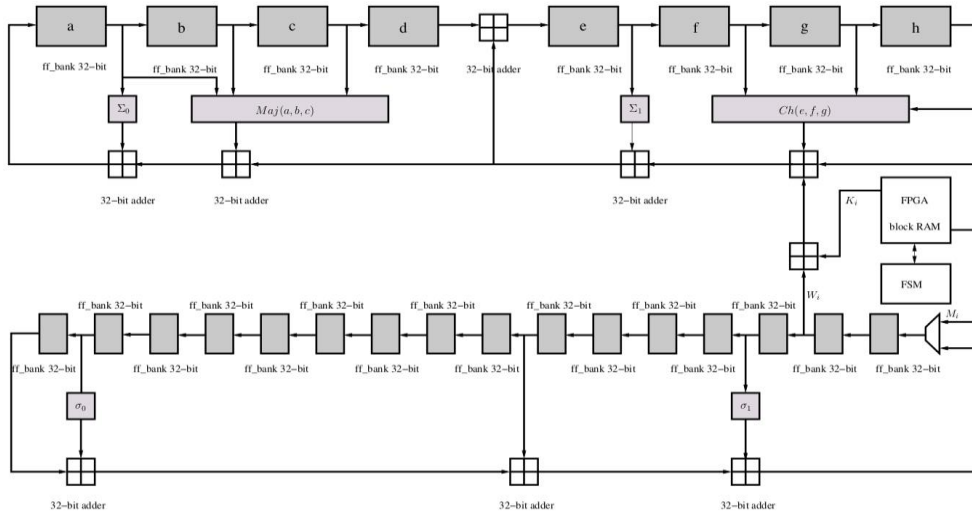 a b c d e f g h
ff_bank 32−bit ff_bank 32−bit ff_bank 32−bit ff_bank 32−bit 32−bit adder ff_bank 32−bit ff_bank 32−bit ff_bank 32−bit ff_bank 32−bit
Σ₀ Maj(a, b, c) Σ₁ Ch(e, f, g)
32−bit adder 32−bit adder 32−bit adder
K_i
FPGA
block RAM
FSM
W_i
M_i
ff_bank 32−bit ff_bank 32−bit ff_bank 32−bit ff_bank 32−bit ff_bank 32−bit ff_bank 32−bit ff_bank 32−bit
ff_bank 32−bit ff_bank 32−bit ff_bank 32−bit ff_bank 32−bit ff_bank 32−bit ff_bank 32−bit ff_bank 32−bit ff_bank 32−bit ff_bank 32−bit
σ₀ σ₁
32−bit adder 32−bit adder 32−bit adder